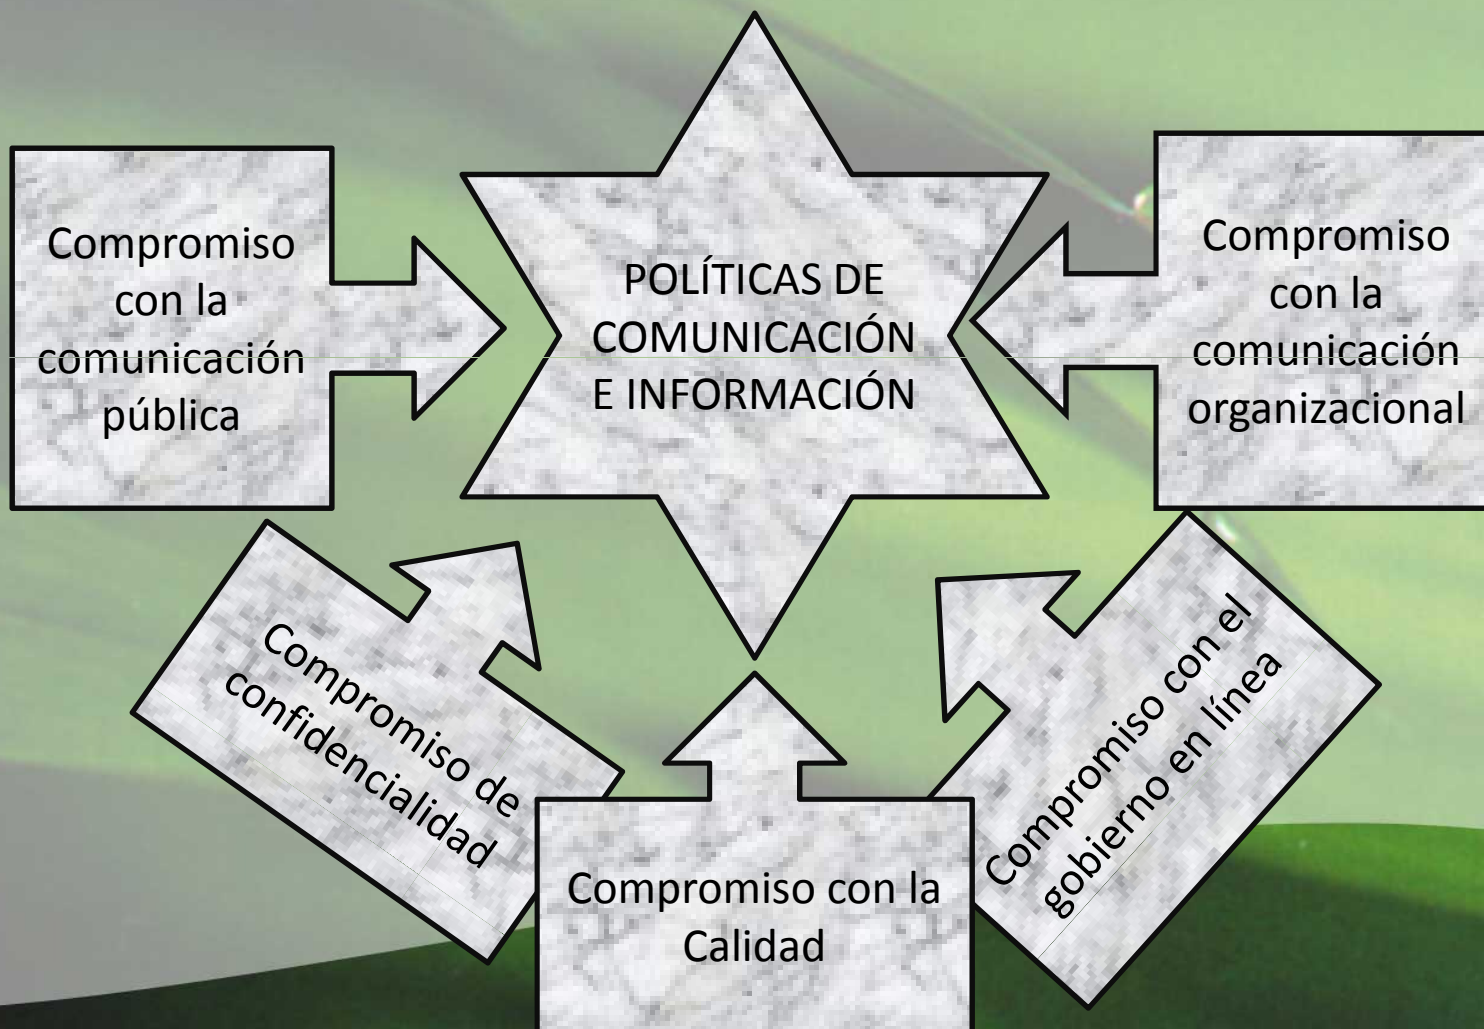 Compromiso
con la
comunicación
pública
POLÍTICAS DE
COMUNICACIÓN
E INFORMACIÓN
Compromiso
con la
comunicación
organizacional
Compromiso de
confidencialidad
Compromiso con la
Calidad
Compromiso con el
gobierno en línea